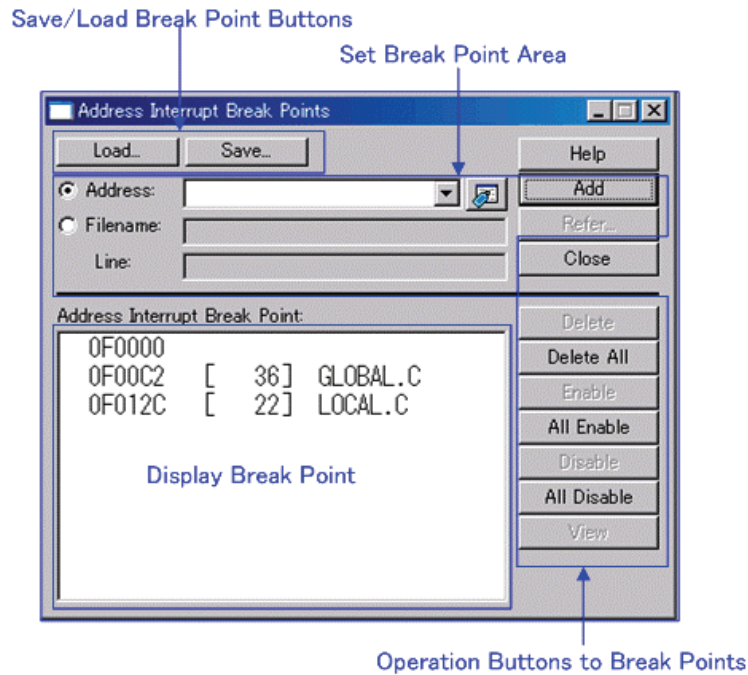 Save/Load Break Point Buttons
Set Break Point Area
Address Interrupt Break Points
Load... Save... Help
Address: Add
Filename: Refer...
Line: Close
Address Interrupt Break Point:
0F0000
0F00C2 [ 36] GLOBAL.C
0F012C [ 22] LOCAL.C
Display Break Point
Delete
Delete All
Enable
All Enable
Disable
All Disable
View
Operation Buttons to Break Points